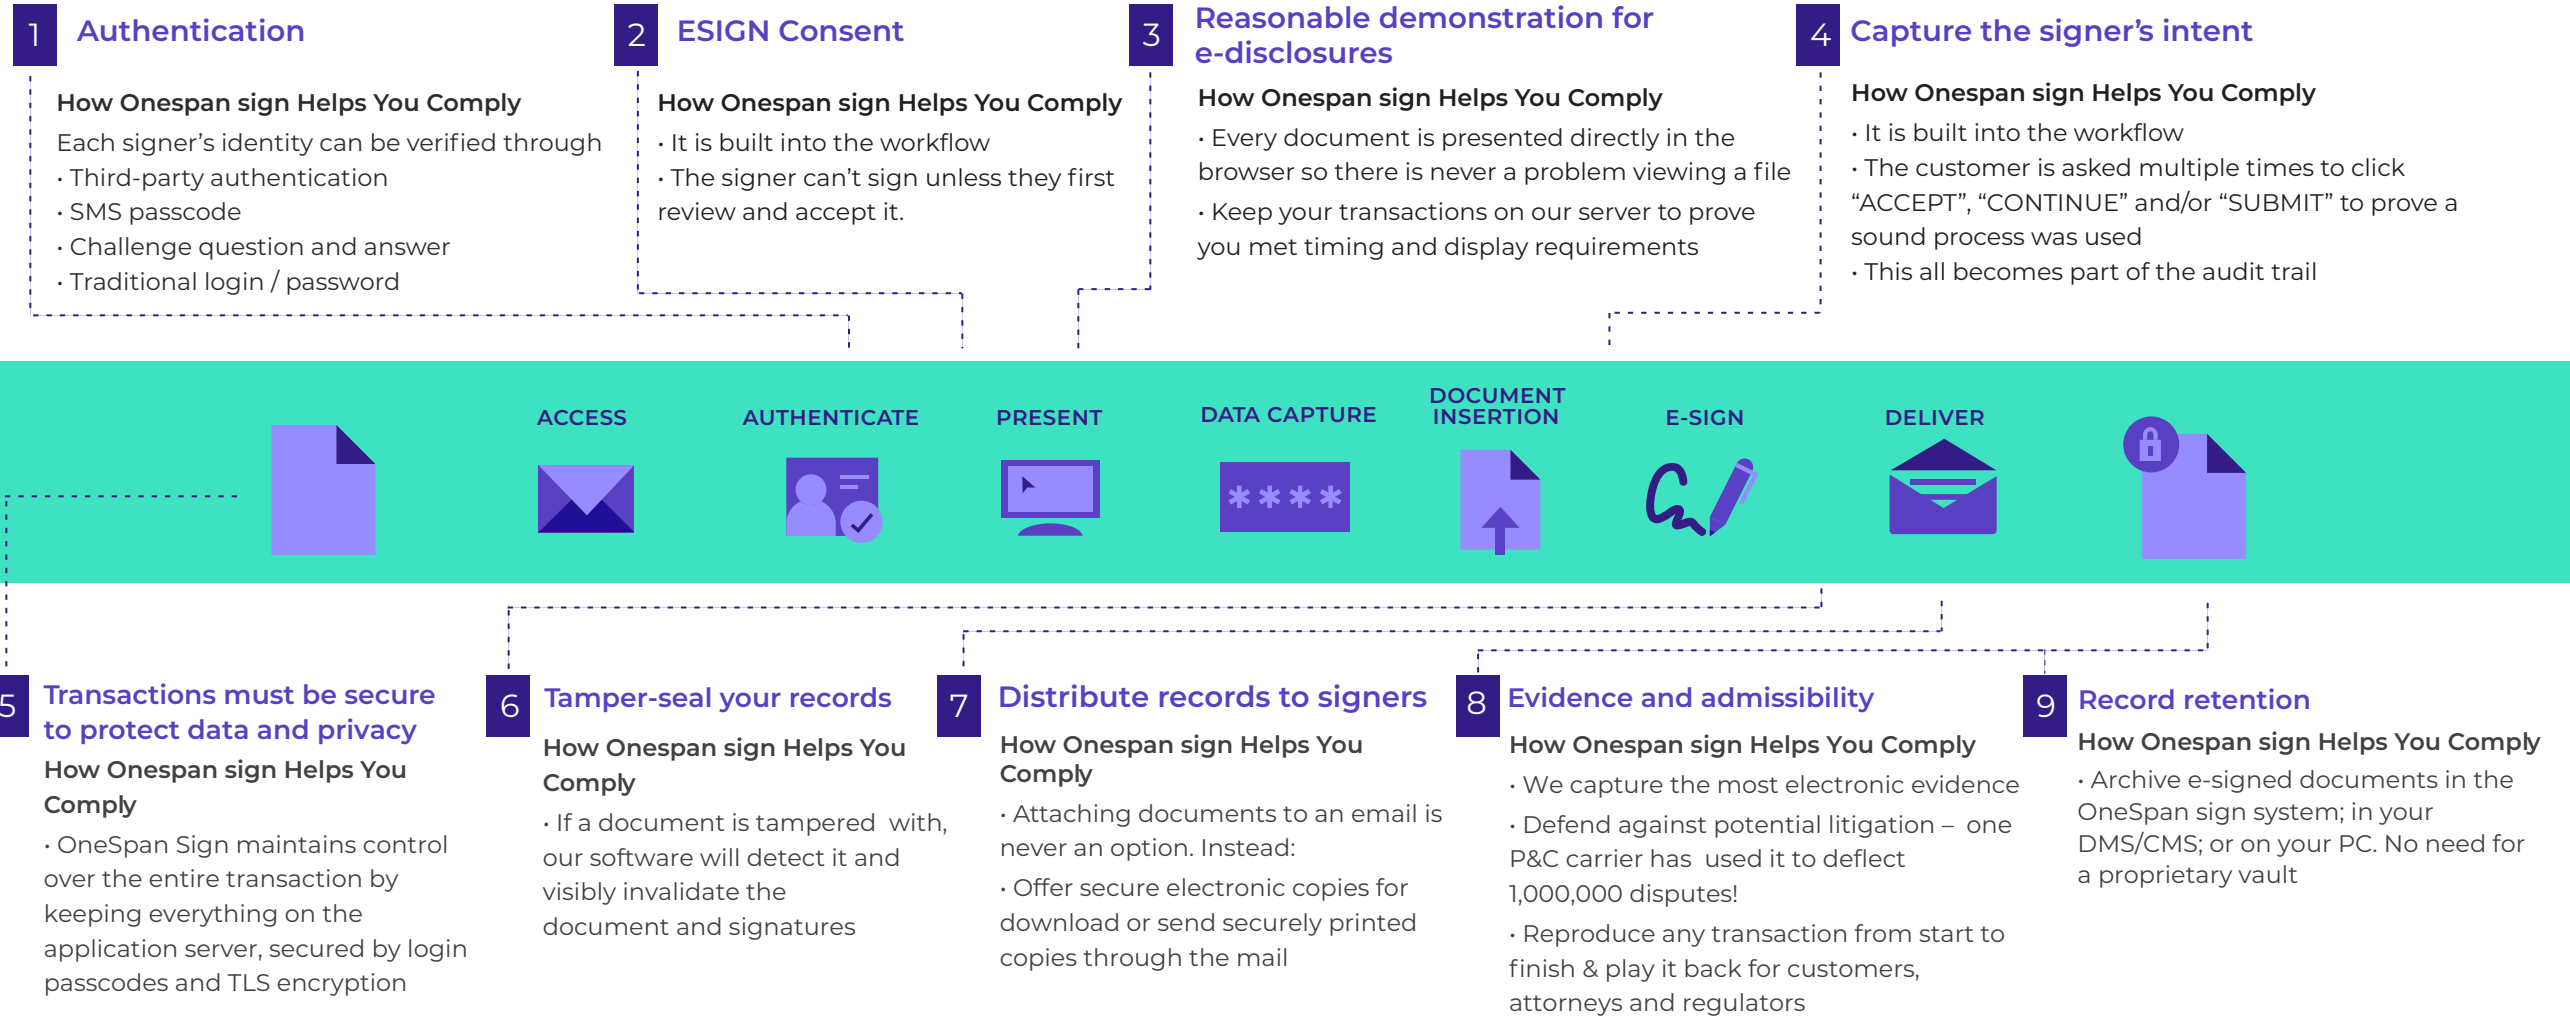 1
Authentication
How Onespan sign Helps You Comply
Each signer’s identity can be verified through
• Third-party authentication
• SMS passcode
• Challenge question and answer
• Traditional login / password
2
ESIGN Consent
How Onespan sign Helps You Comply
• It is built into the workflow
• The signer can’t sign unless they first
review and accept it.
3
Reasonable demonstration for
e-disclosures
How Onespan sign Helps You Comply
• Every document is presented directly in the
browser so there is never a problem viewing a file
• Keep your transactions on our server to prove
you met timing and display requirements
4
Capture the signer’s intent
How Onespan sign Helps You Comply
• It is built into the workflow
• The customer is asked multiple times to click
“ACCEPT”, “CONTINUE” and/or “SUBMIT” to prove a
sound process was used
• This all becomes part of the audit trail
ACCESS
AUTHENTICATE
PRESENT
DATA CAPTURE
DOCUMENT
INSERTION
E-SIGN
DELIVER
****
5
Transactions must be secure
to protect data and privacy
How Onespan sign Helps You
Comply
• OneSpan Sign maintains control
over the entire transaction by
keeping everything on the
application server, secured by login
passcodes and TLS encryption
6
Tamper-seal your records
How Onespan sign Helps You
Comply
• If a document is tampered with,
our software will detect it and
visibly invalidate the
document and signatures
7
Distribute records to signers
How Onespan sign Helps You
Comply
• Attaching documents to an email is
never an option. Instead:
• Offer secure electronic copies for
download or send securely printed
copies through the mail
8
Evidence and admissibility
How Onespan sign Helps You Comply
• We capture the most electronic evidence
• Defend against potential litigation – one
P&C carrier has used it to deflect
1,000,000 disputes!
• Reproduce any transaction from start to
finish & play it back for customers,
attorneys and regulators
9
Record retention
How Onespan sign Helps You Comply
• Archive e-signed documents in the
OneSpan sign system; in your
DMS/CMS; or on your PC. No need for
a proprietary vault